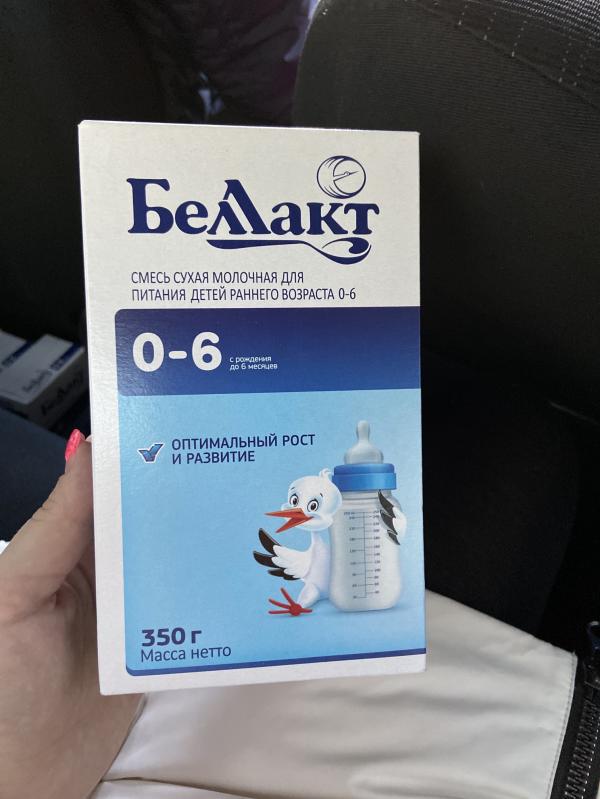 Беллакт
СМЕСЬ СУХАЯ МОЛОЧНАЯ ДЛЯ
ПИТАНИЯ ДЕТЕЙ РАННЕГО ВОЗРАСТА 0-6
0-6
с рождения
до 6 месяцев
ОПТИМАЛЬНЫЙ РОСТ
И РАЗВИТИЕ
350 г
Масса нетто